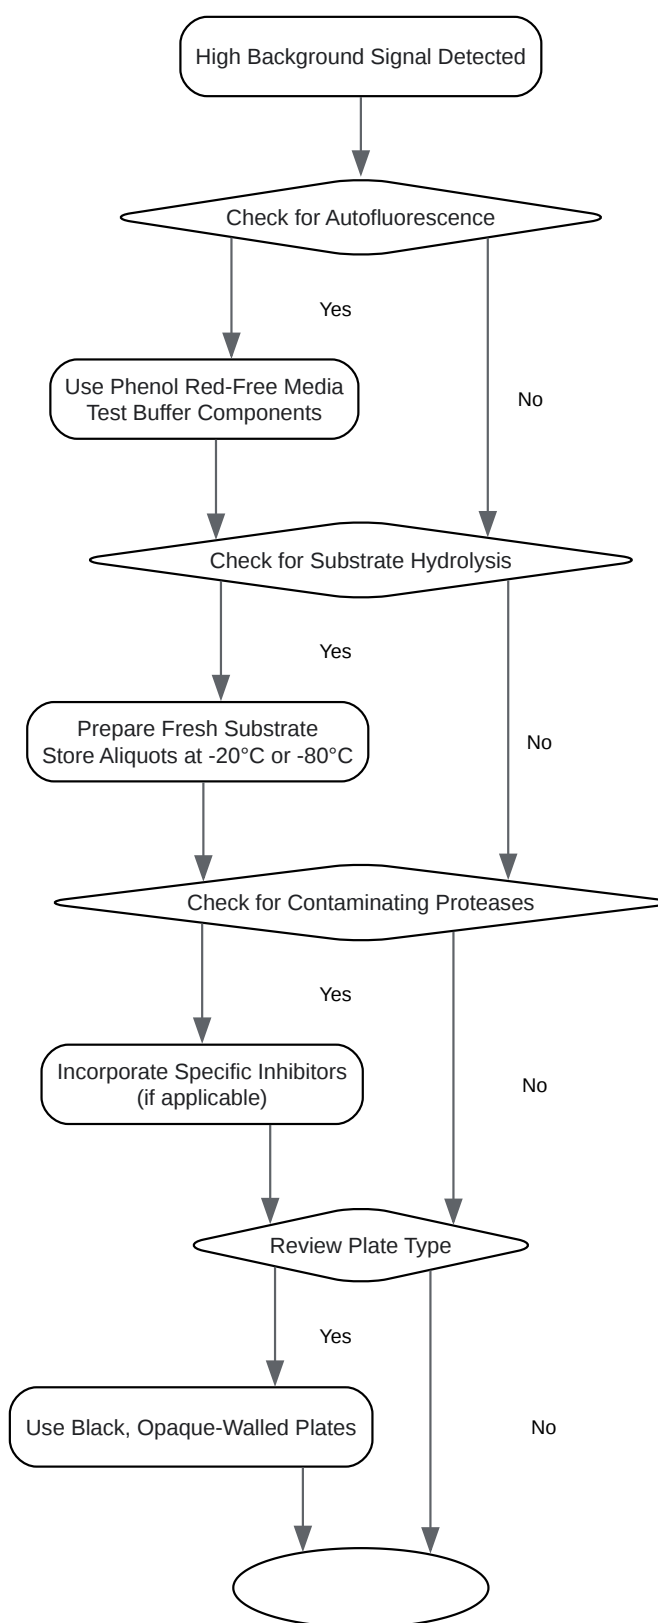 High Background Signal Detected
Check for Autofluorescence
Yes
Use Phenol Red-Free Media
Test Buffer Components
No
Check for Substrate Hydrolysis
Yes
Prepare Fresh Substrate
Store Aliquots at -20°C or -80°C
No
Check for Contaminating Proteases
Yes
Incorporate Specific Inhibitors
(if applicable)
No
Review Plate Type
Yes
Use Black, Opaque-Walled Plates
No